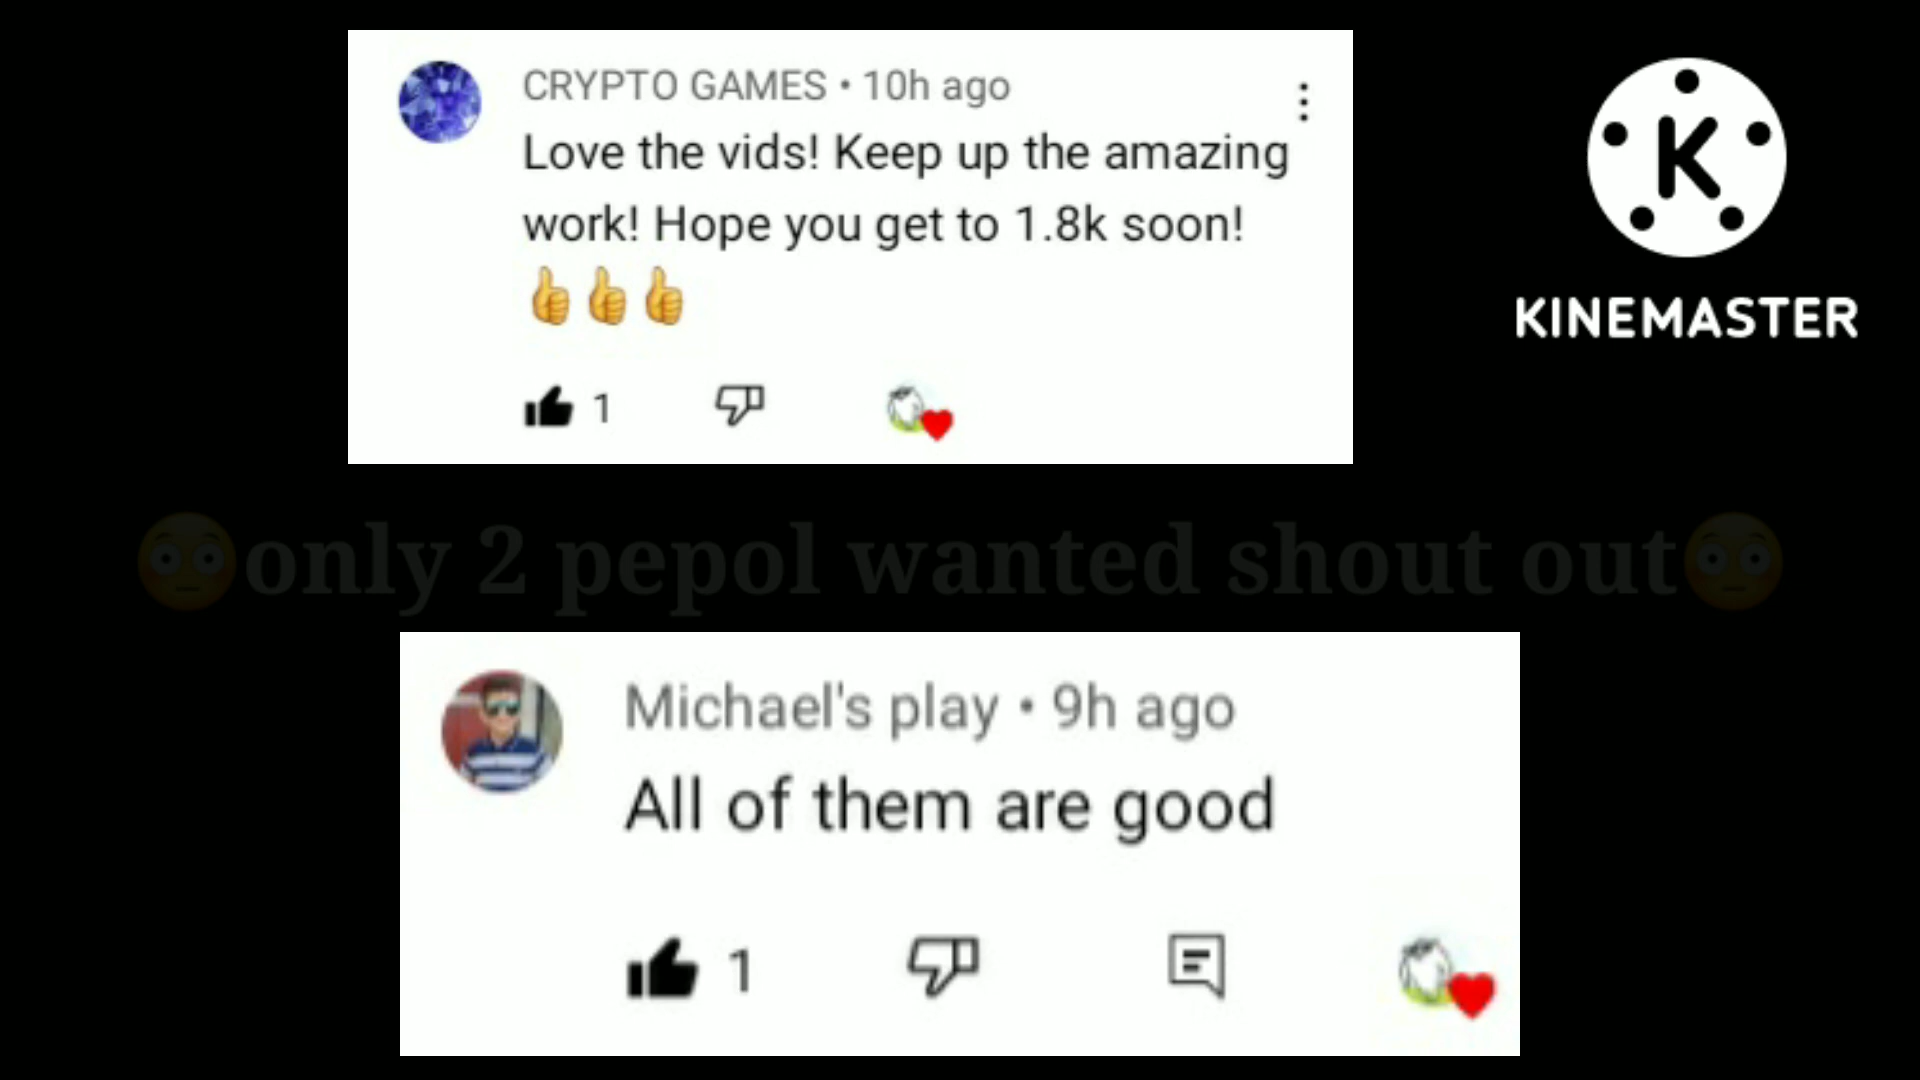 CRYPTO GAMES • 10h ago
Love the vids! Keep up the amazing
work! Hope you get to 1.8k soon!
👍👍👍
1
K
KINEMASTER
😳only 2 pepol wanted shout out😳
Michael's play • 9h ago
All of them are good
1